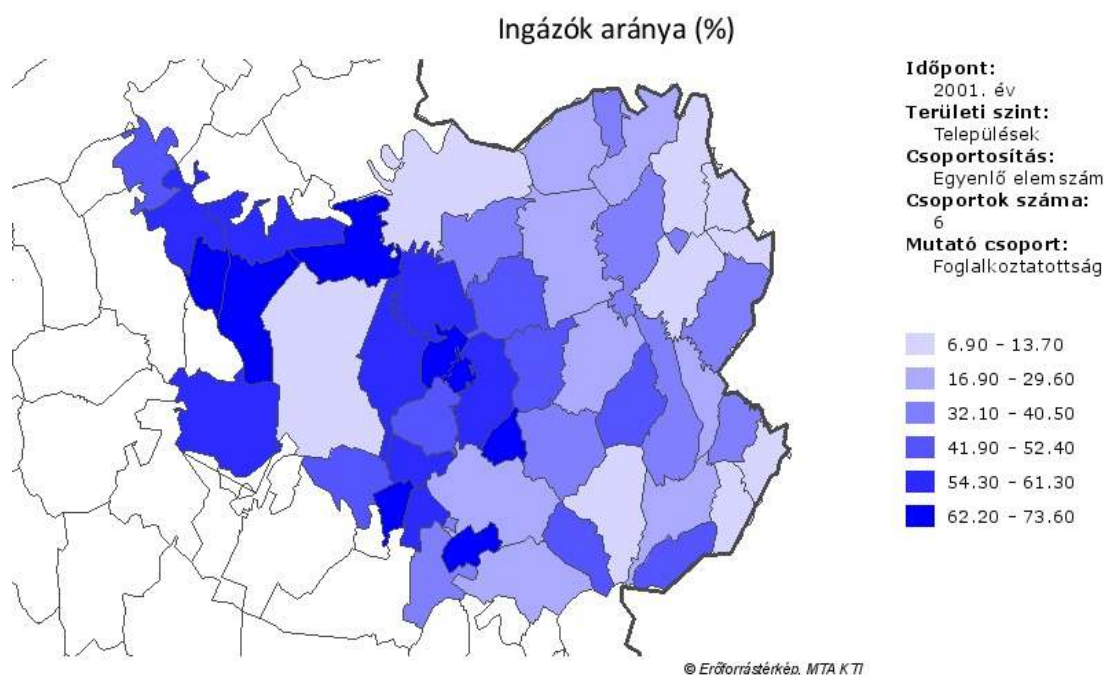 Ingázók aránya (%)
Időpont:
2001. év
Területi szint:
Települések
Csoportosítás:
Egyenlő elemszám
Csoportok száma:
6
Mutató csoport:
Foglalkoztatottság
6.90 - 13.70
16.90 - 29.60
32.10 - 40.50
41.90 - 52.40
54.30 - 61.30
62.20 - 73.60
© Erőforrástérkép, MTA KTI